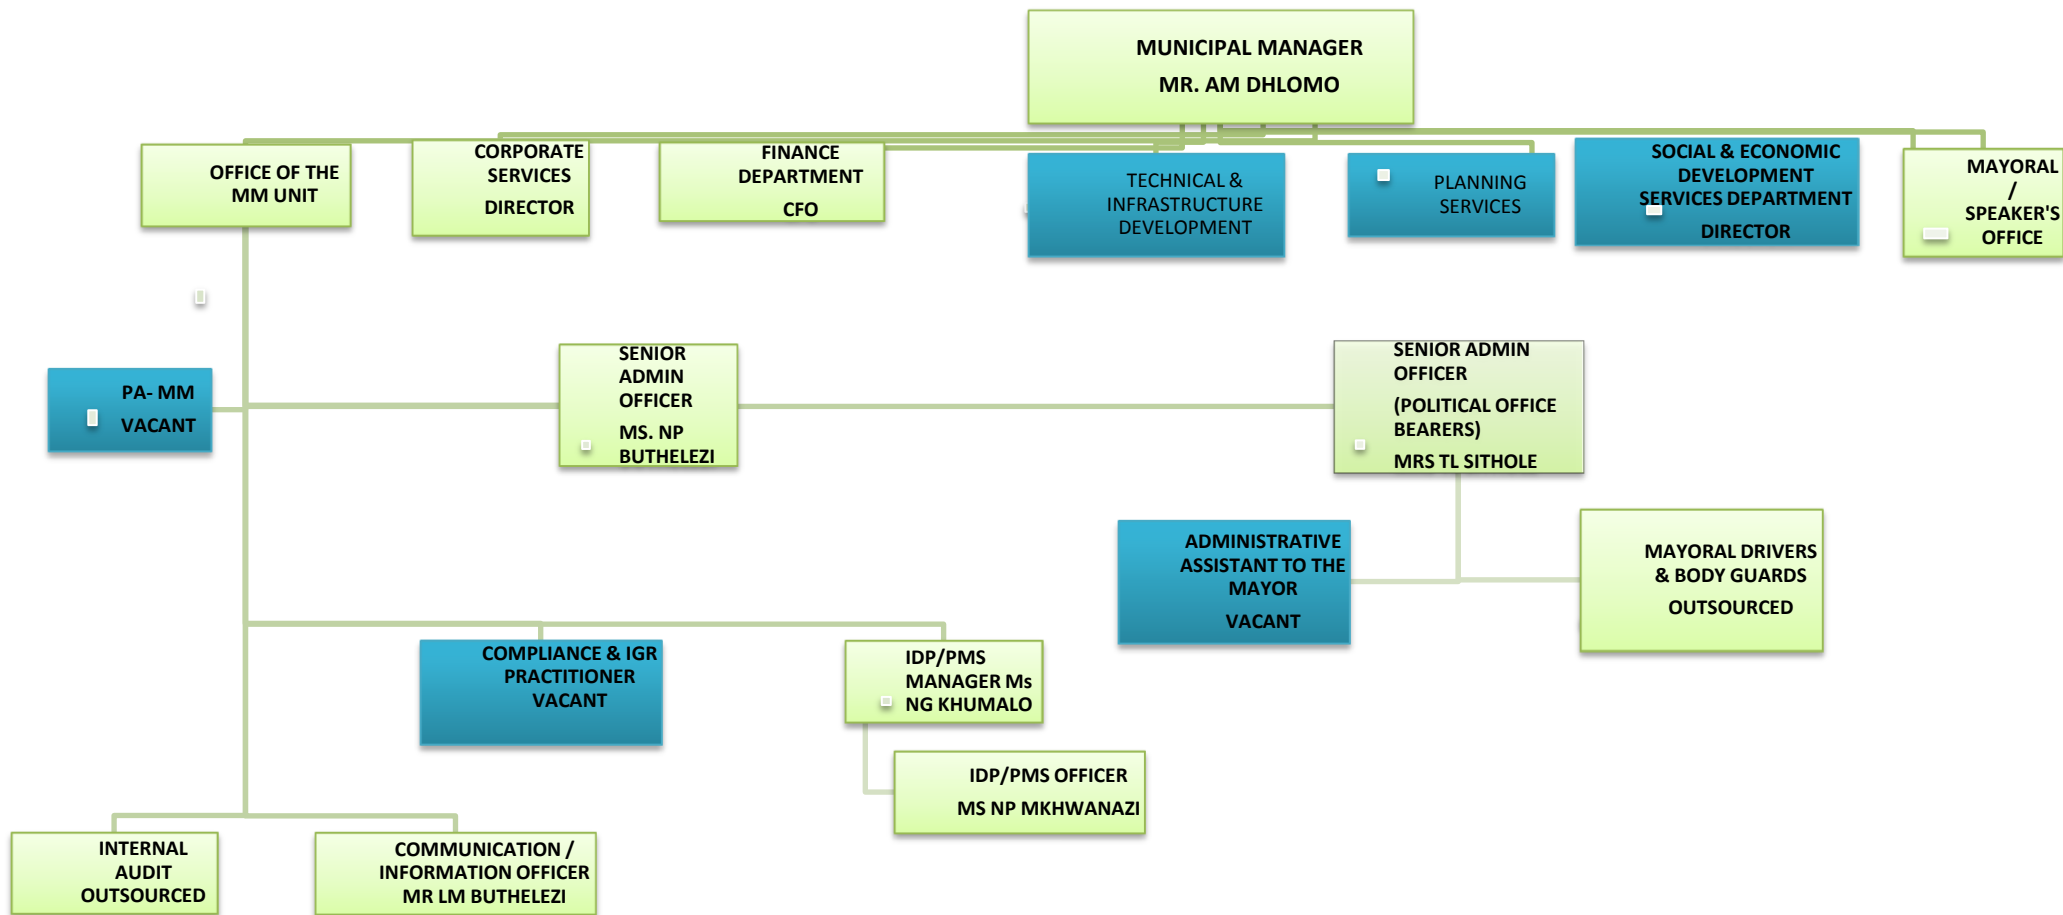 MUNICIPAL MANAGER
MR. AM DHLOMO
OFFICE OF THE
MM UNIT
CORPORATE
SERVICES
DIRECTOR
FINANCE
DEPARTMENT
CFO
TECHNICAL &
INFRASTRUCTURE
DEVELOPMENT
PLANNING
SERVICES
SOCIAL & ECONOMIC
DEVELOPMENT
SERVICES DEPARTMENT
DIRECTOR
MAYORAL
/
SPEAKER'S
OFFICE
PA- MM
VACANT
SENIOR
ADMIN
OFFICER
MS. NP
BUTHELEZI
SENIOR ADMIN
OFFICER
(POLITICAL OFFICE
BEARERS)
MRS TL SITHOLE
ADMINISTRATIVE
ASSISTANT TO THE
MAYOR
VACANT
MAYORAL DRIVERS
& BODY GUARDS
OUTSOURCED
COMPLIANCE & IGR
PRACTITIONER
VACANT
IDP/PMS
MANAGER Ms
NG KHUMALO
IDP/PMS OFFICER
MS NP MKHWANAZI
INTERNAL
AUDIT
OUTSOURCED
COMMUNICATION /
INFORMATION OFFICER
MR LM BUTHELEZI